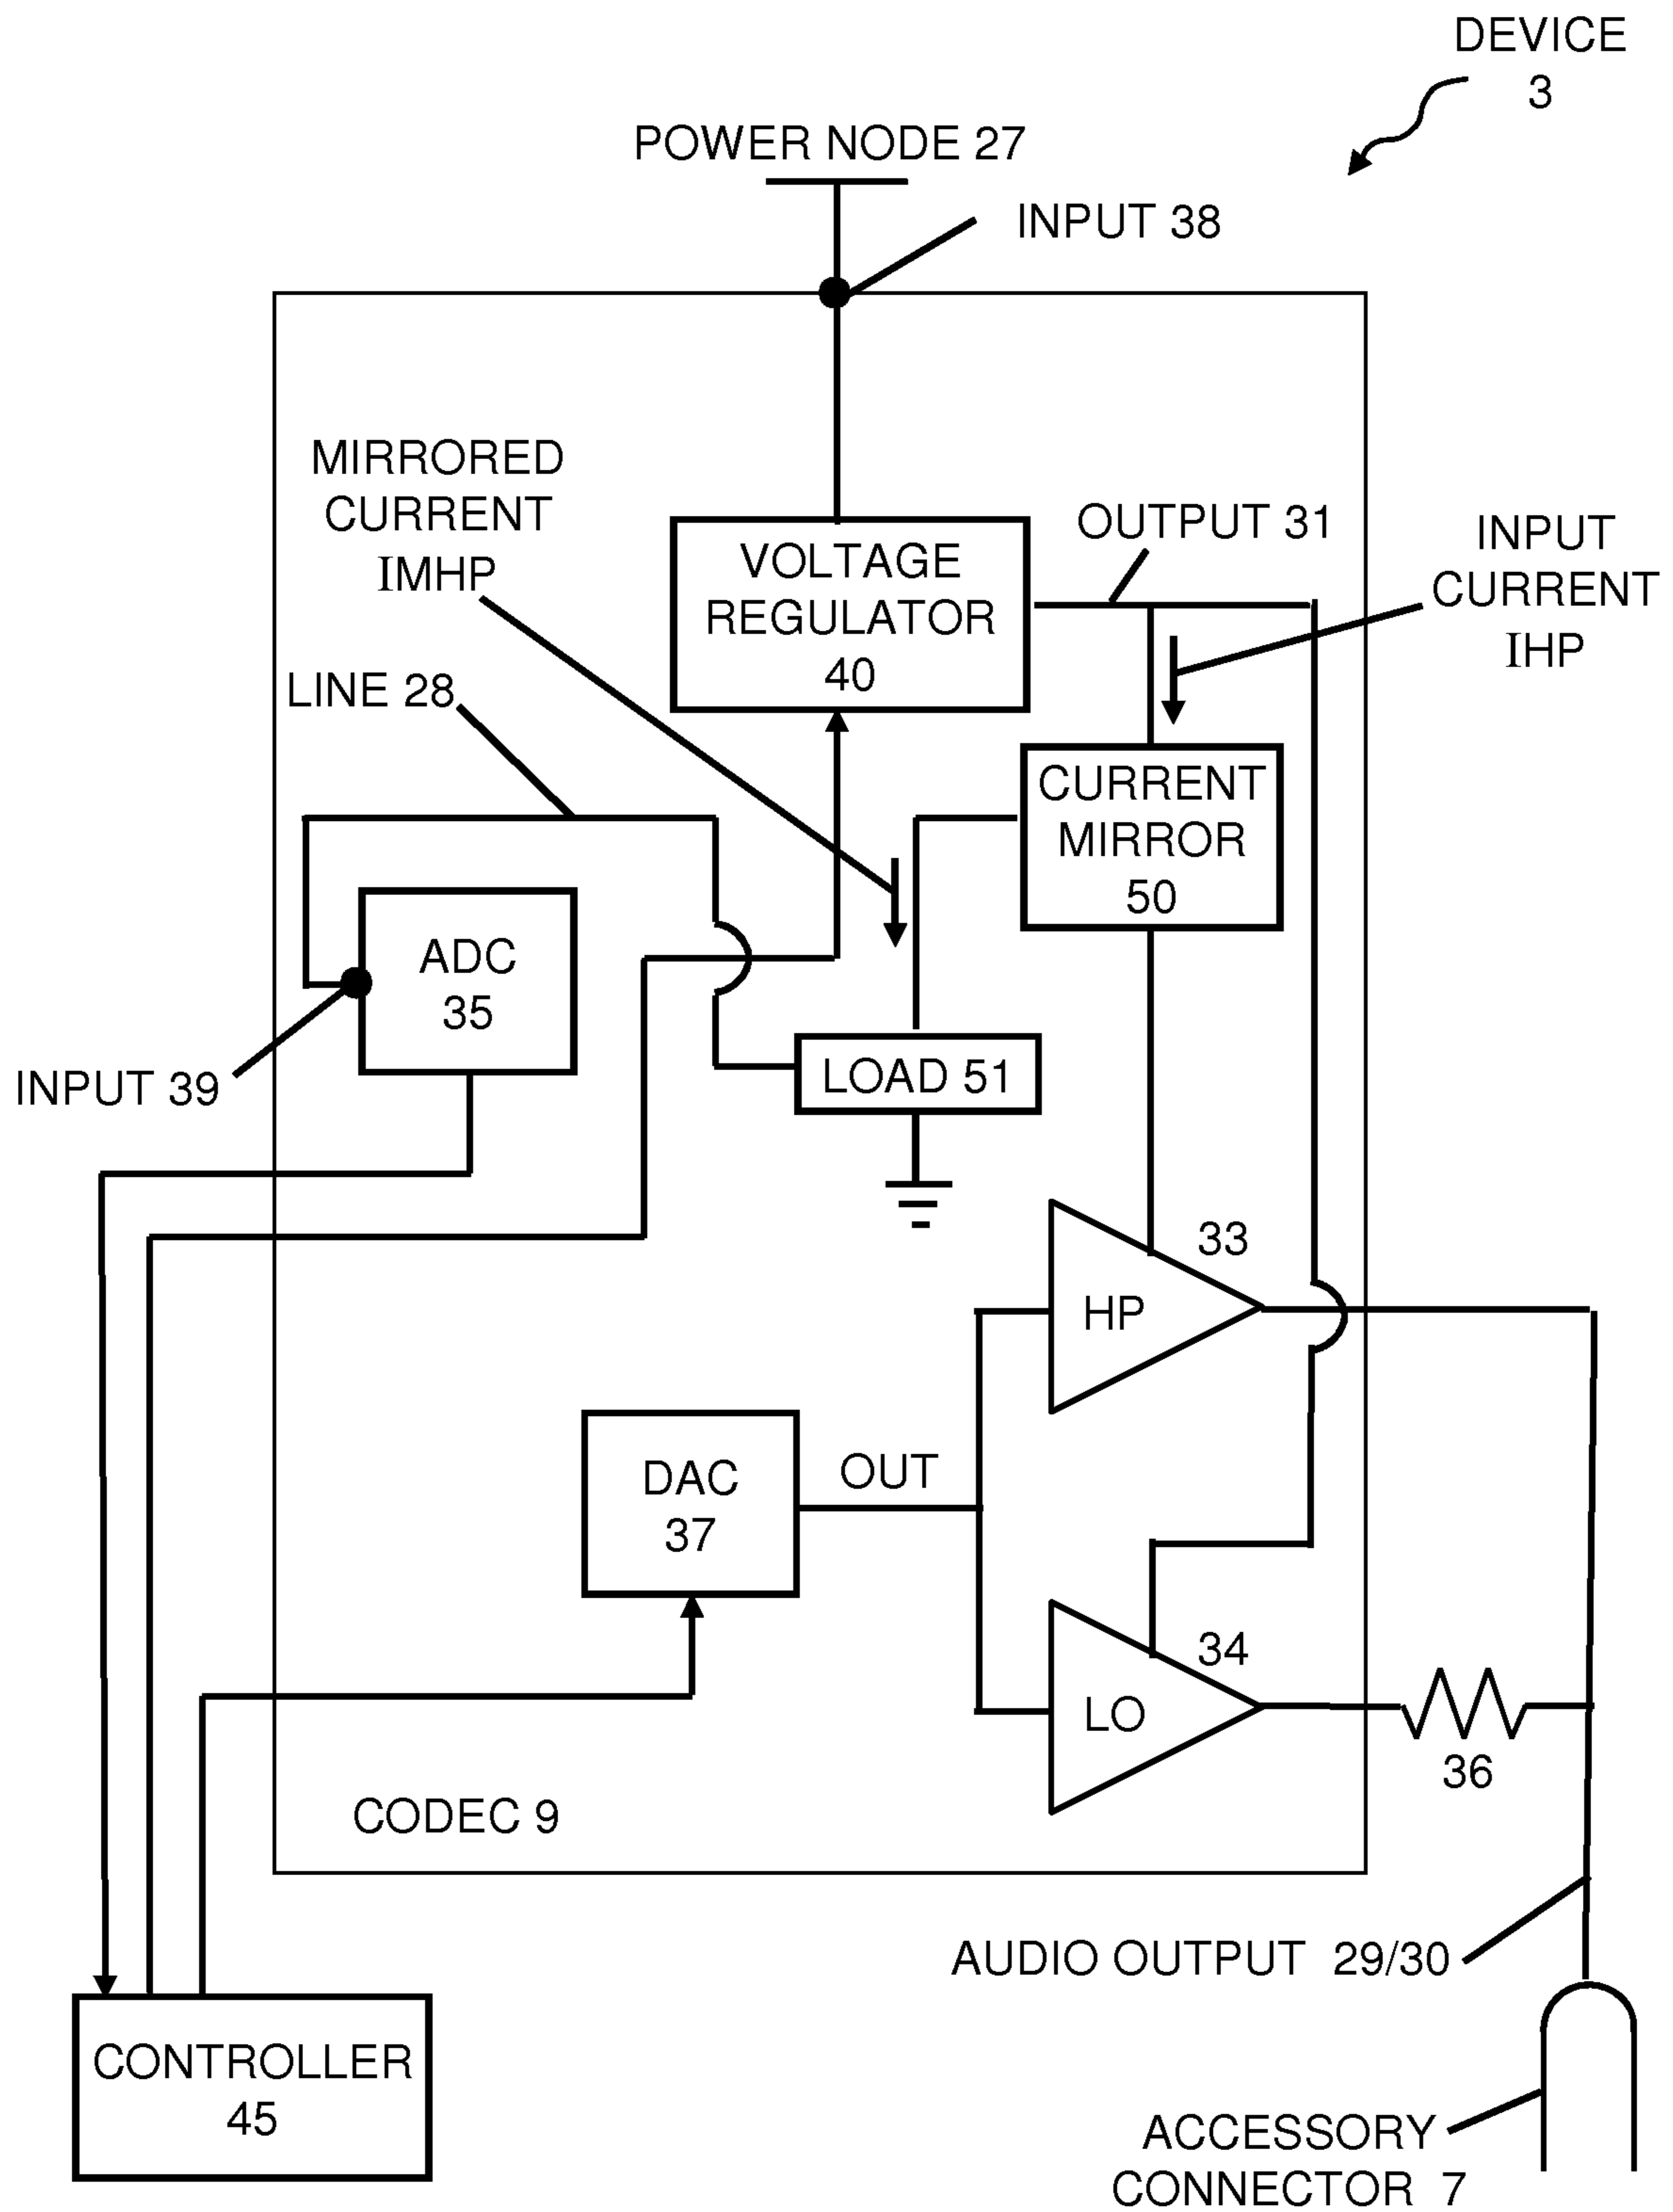 DEVICE
3
POWER NODE 27
INPUT 38
MIRRORED
CURRENT
IMHP
OUTPUT 31
INPUT
CURRENT
IHP
VOLTAGE
REGULATOR
40
LINE 28
CURRENT
MIRROR
50
ADC
35
INPUT 39
LOAD 51
33
HP
DAC
37
OUT
34
LO
36
CODEC 9
AUDIO OUTPUT 29/30
CONTROLLER
45
ACCESSORY
CONNECTOR 7